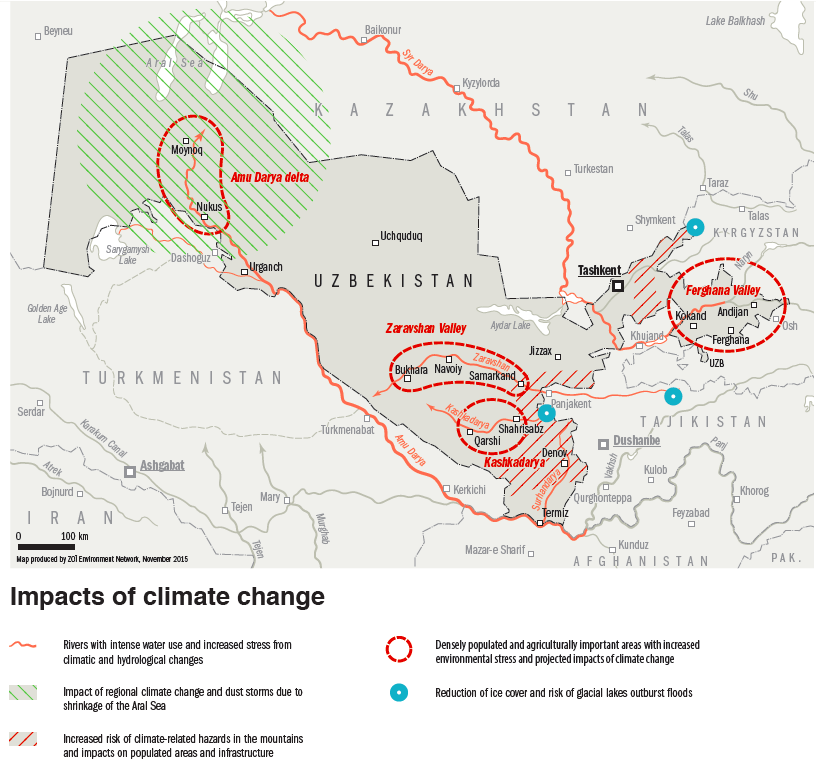 Beyneu
Aral Sea
Baikonur
Lake Balkhash
Syr Darya
Kyzylorda
KAZAKHSTAN
Shu
Talas
Moynoq
Amu Darya delta
Turkestan
Taraz
Nukus
Shymkent
Talas
KYRGYZSTAN
Sarygamysh
Lake
Dashoguz
Uchquduq
Urganch
UZBEKISTAN
Tashkent
Naryn
Ferghana Valley
Golden Age
Lake
Aydar Lake
Kokand
Andijan
Osh
Ferghana
Zaravshan Valley
Khujand
Jizzax
UZB
Zaravshan
Bukhara
Navoiy
Samarkand
TURKMENISTAN
Panjakent
Serdar
Kashkadarya
Shahrisabz
TAJIKISTAN
Turkmenabat
Karakum Canal
Amu Darya
Qarshi
Dushanbe
Panj
Kashkadarya
Denov
Vakhsh
Ashgabat
Atrek
Kulob
Surhandarya
Bojnurd
Mary
Kerkichi
Qurghonteppa
Khorog
Tejen
IRAN
Termiz
Feyzabad
Murghab
Tejen
0 100 km
Mazar-e Sharif
Kunduz
AFGHANISTAN
PAK.
Map produced by ZOÏ Environment Network, November 2015
Impacts of climate change
Rivers with intense water use and increased stress from
climatic and hydrological changes
Impact of regional climate change and dust storms due to
shrinkage of the Aral Sea
Increased risk of climate-related hazards in the mountains
and impacts on populated areas and infrastructure
Densely populated and agriculturally important areas with increased
environmental stress and projected impacts of climate change
Reduction of ice cover and risk of glacial lakes outburst floods